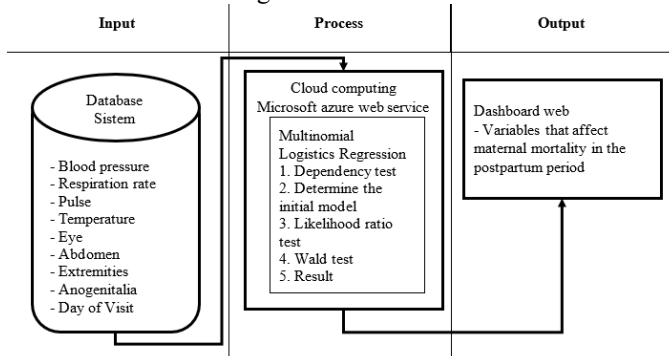 Input
Process
Output
Database
Sistem
- Blood pressure
- Respiration rate
- Pulse
- Temperature
- Eye
- Abdomen
- Extremities
- Anogenitalia
- Day of Visit
Cloud computing
Microsoft azure web service
Multinomial
Logistics Regression
1. Dependency test
2. Determine the
initial model
3. Likelihood ratio
test
4. Wald test
5. Result
Dashboard web
- Variables that affect
maternal mortality in the
postpartum period